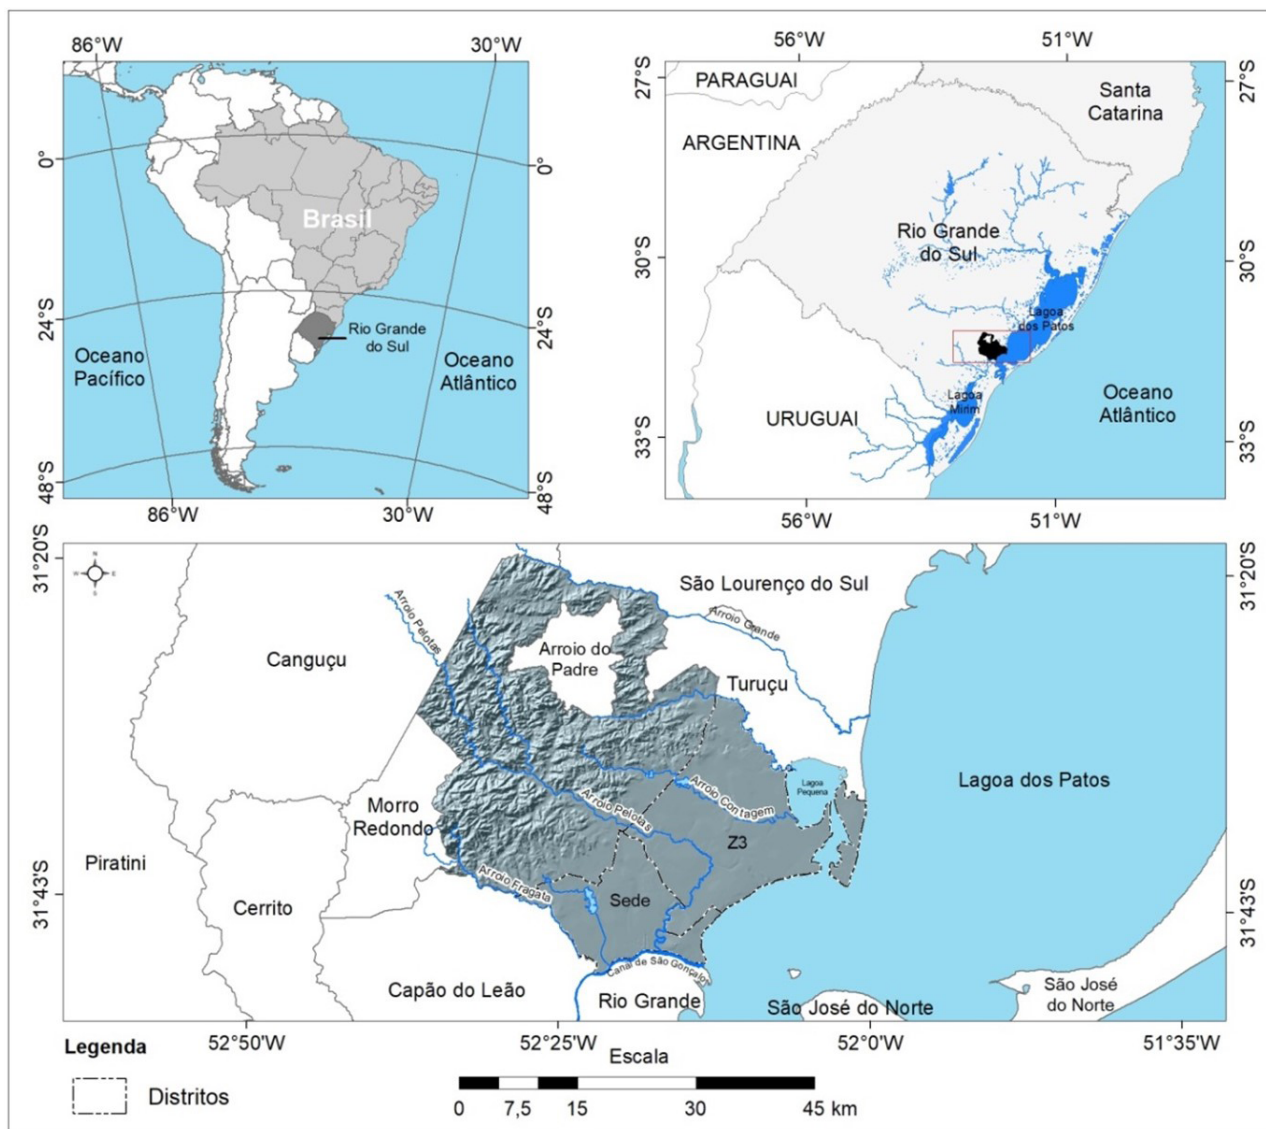 86°W
30°W
0°
0°
24°S
24°S
48°S
48°S
Brasil
Rio Grande
do Sul
Oceano
Pacífico
Oceano
Atlântico
86°W
30°W
56°W
51°W
27°S
27°S
PARAGUAI
Santa
Catarina
ARGENTINA
Rio Grande
do Sul
30°S
30°S
Lagoa
dos Patos
Oceano
Atlântico
Lagoa
Mirim
URUGUAI
33°S
33°S
56°W
51°W
31°20'S
31°20'S
N
W
E
S
São Lourenço do Sul
Arroio Pelotas
Arroio Grande
Canguçu
Arroio do
Padre
Turuçu
Lagoa dos Patos
Lagoa
Pequena
Arroio Contagem
Morro
Redondo
Arroio Pelotas
Z3
Piratini
Arroio Fragata
Sede
31°43'S
31°43'S
Cerrito
Canal de São Gonçalo
Capão do Leão
Rio Grande
São José do Norte
São José
do Norte
52°50'W
52°25'W
52°0'W
51°35'W
Legenda
Distritos
Escala
0
7,5
15
30
45 km